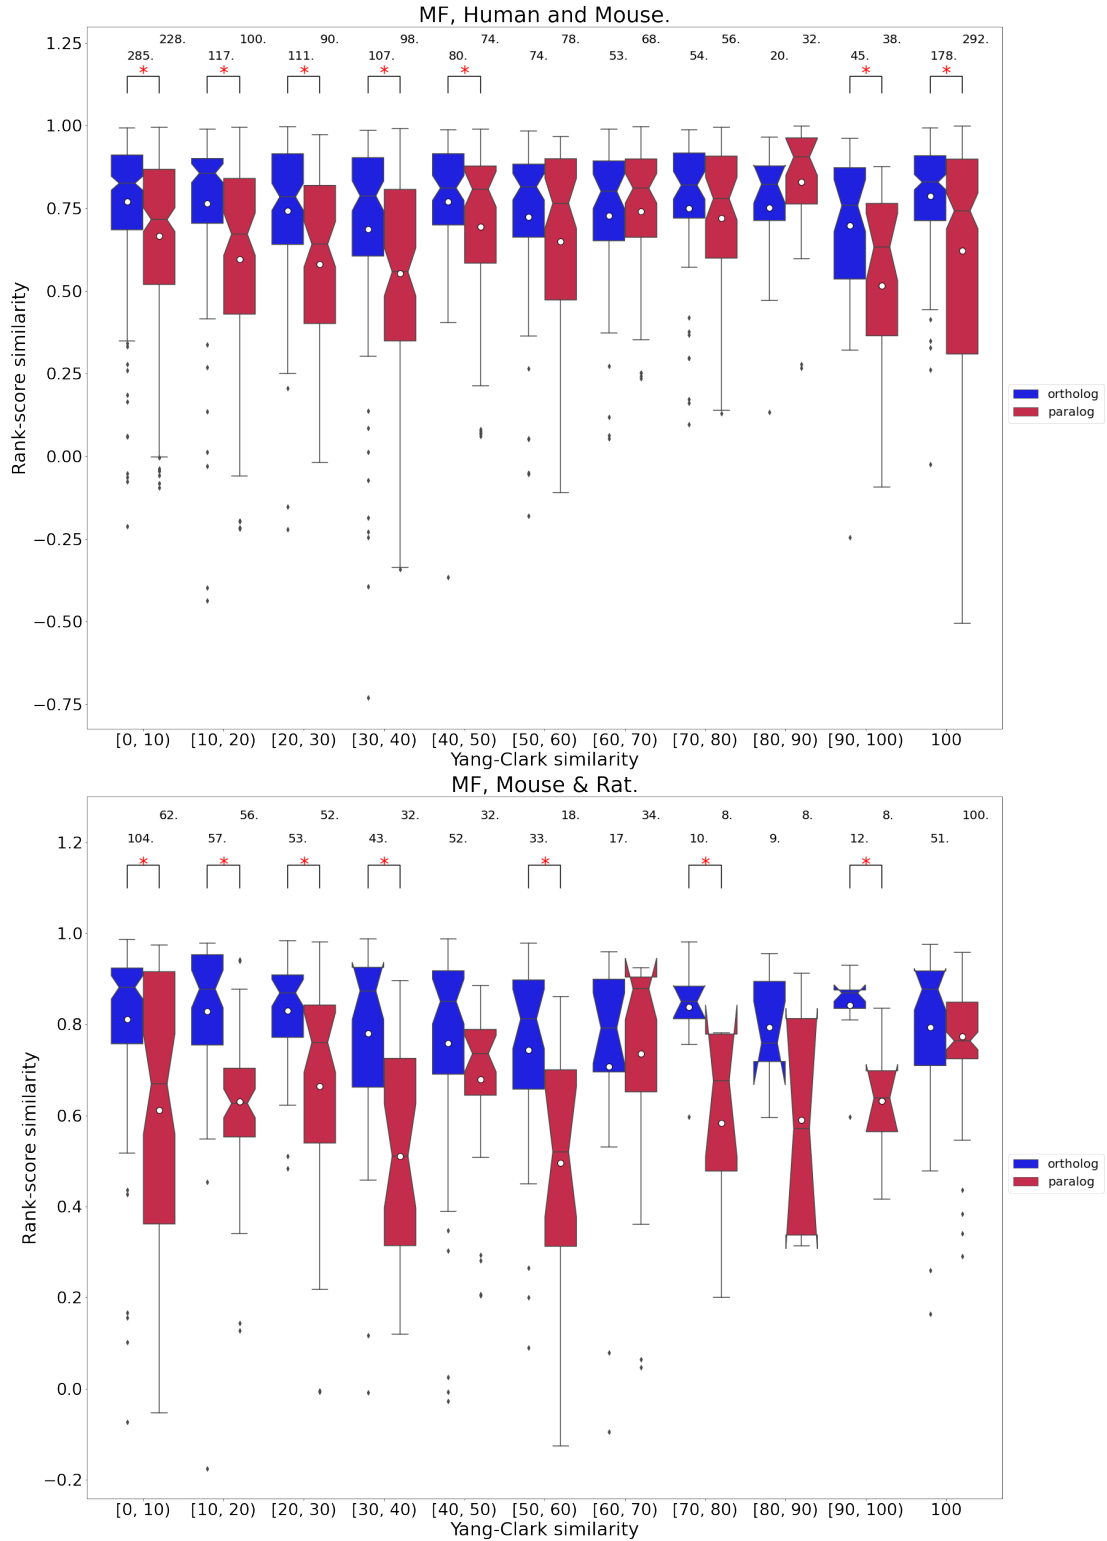 MF, Human and Mouse.
1.25
228. 100. 90. 98. 74. 78. 68. 56. 32. 38. 292.
285. 117. 111. 107. 80. 74. 53. 54. 20. 45. 178.
* * * * * * *
1.00
0.75
0.50
0.25
0.00
−0.25
−0.50
−0.75
Rank-score similarity
ortholog
paralog
[0, 10) [10, 20) [20, 30) [30, 40) [40, 50) [50, 60) [60, 70) [70, 80) [80, 90) [90, 100) 100
Yang-Clark similarity
MF, Mouse & Rat.
62. 56. 52. 32. 32. 18. 34. 8. 8. 8. 100.
1.2
104. 57. 53. 43. 52. 33. 17. 10. 9. 12. 51.
* * * * * * *
1.0
0.8
0.6
0.4
0.2
0.0
−0.2
Rank-score similarity
ortholog
paralog
[0, 10) [10, 20) [20, 30) [30, 40) [40, 50) [50, 60) [60, 70) [70, 80) [80, 90) [90, 100) 100
Yang-Clark similarity